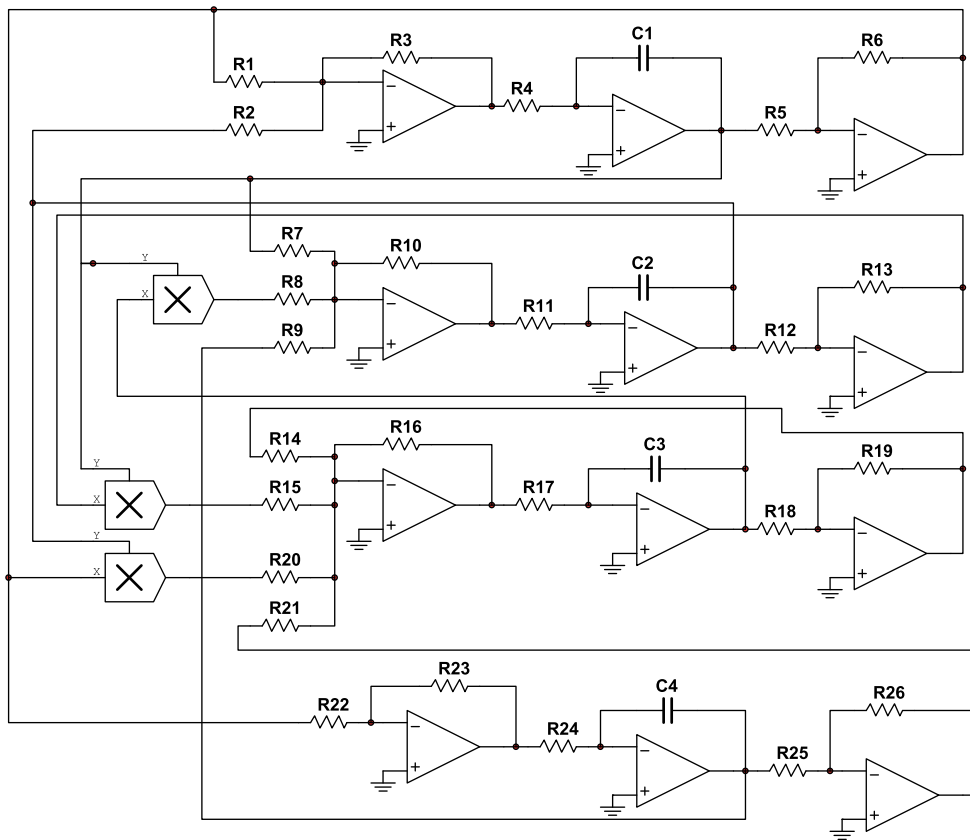 R1
R2
R3
R4
C1
R5
R6
−
+
−
+
−
+
R7
R8
R9
R10
R11
C2
R12
R13
Y
X
−
+
−
+
−
+
R14
R15
R16
R17
C3
R18
R19
Y
X
R20
R21
Y
X
−
+
−
+
−
+
R22
R23
R24
C4
R25
R26
−
+
−
+
−
+